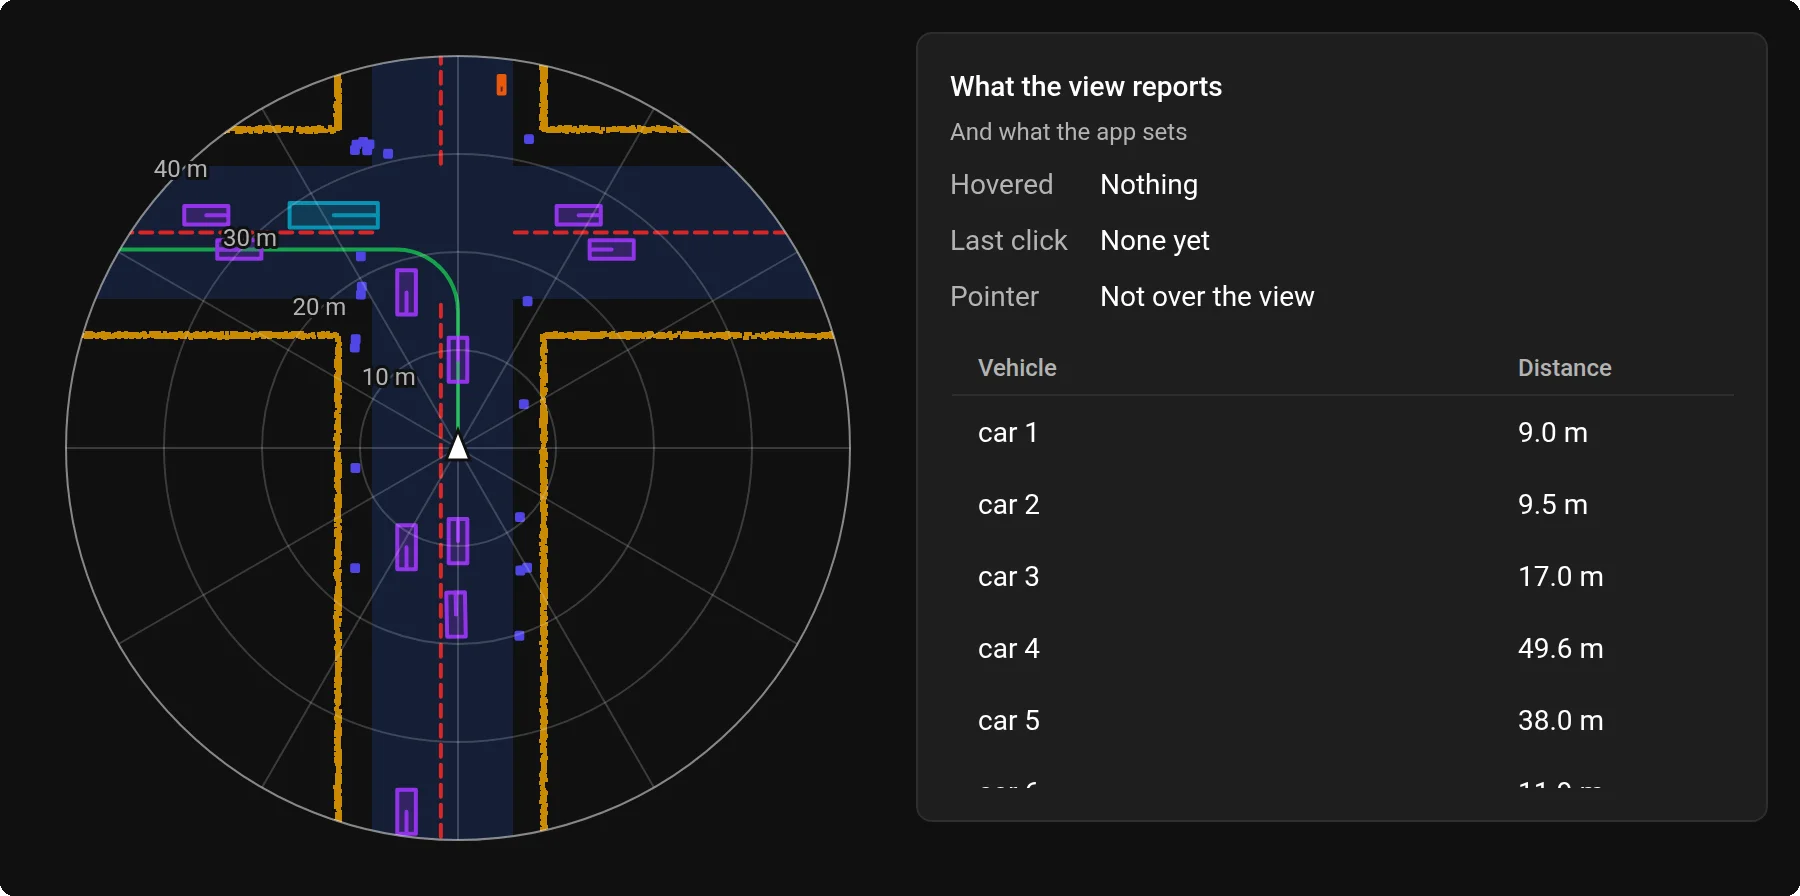 40 m
30 m
20 m
10 m
What the view reports
And what the app sets
Hovered Nothing
Last click None yet
Pointer Not over the view
Vehicle Distance
car 1 9.0 m
car 2 9.5 m
car 3 17.0 m
car 4 49.6 m
car 5 38.0 m